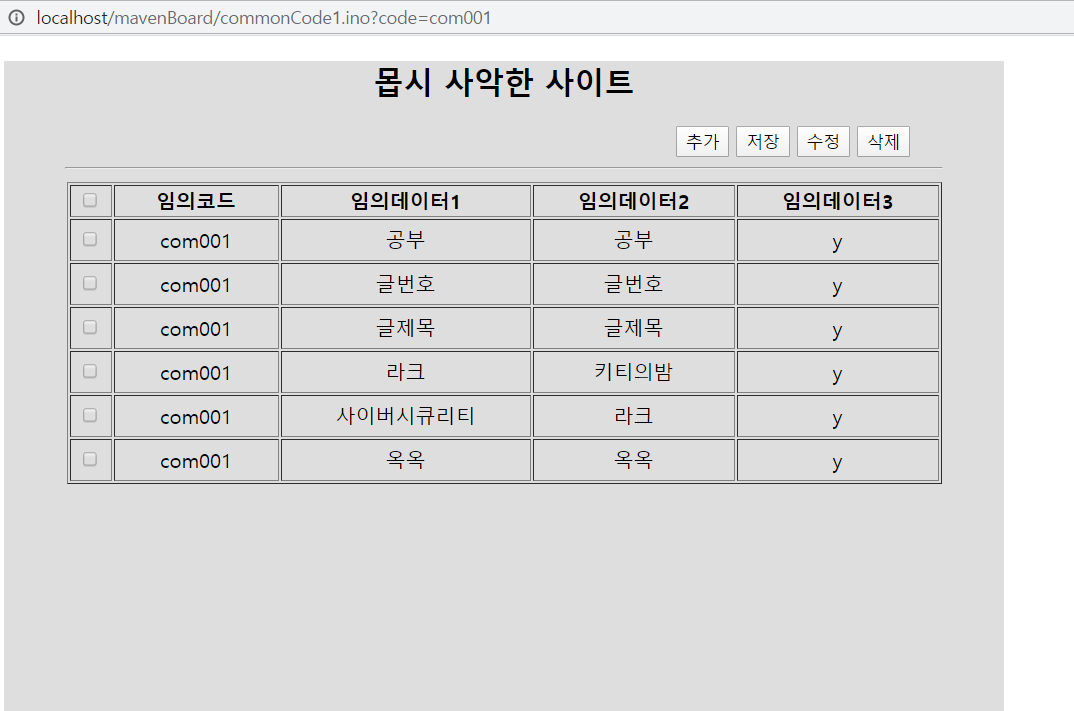 localhost/mavenBoard/commonCode1.ino?code=com001
몹시 사악한 사이트
추가 저장 수정 삭제
임의코드 임의데이터1 임의데이터2 임의데이터3
com001 공부 공부 y
com001 글번호 글번호 y
com001 글제목 글제목 y
com001 라크 키티의밤 y
com001 사이버시큐리티 라크 y
com001 옥옥 옥옥 y